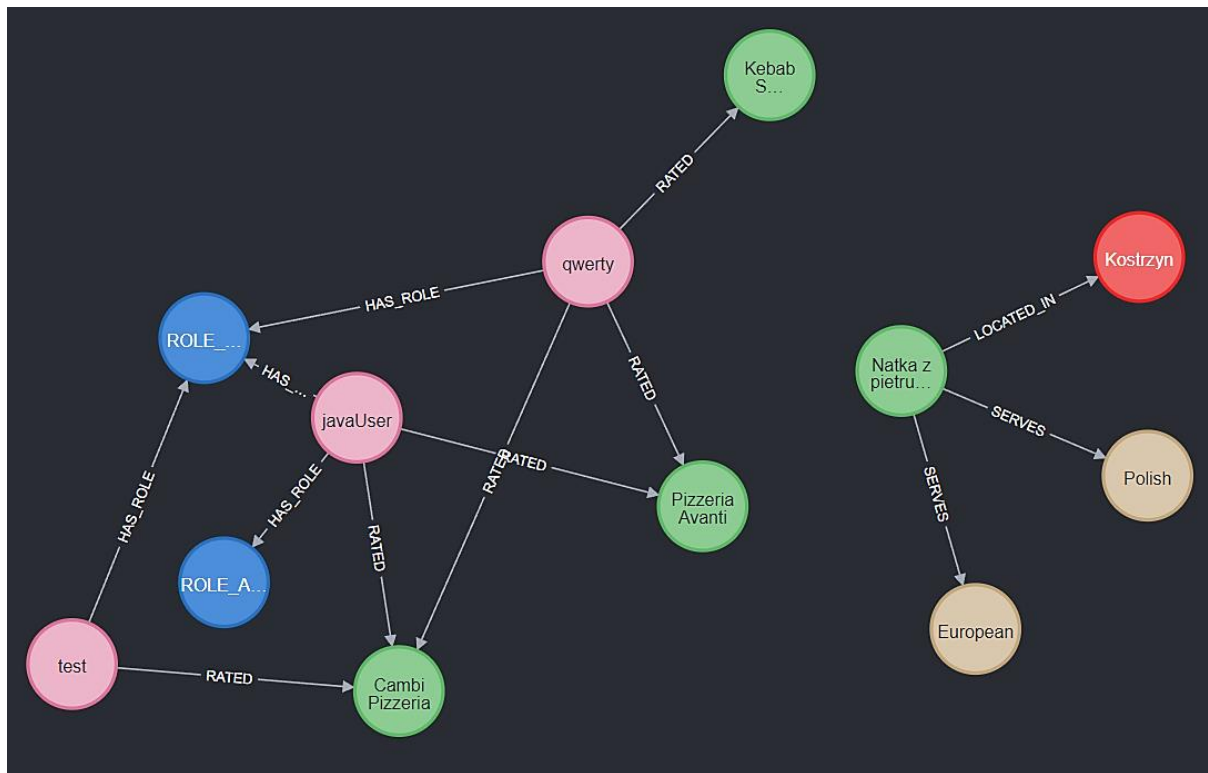 Kebab
S...
RATED
qwerty
Kostrzyn
HAS_ROLE
LOCATED_IN
ROLE_...
Natka z
pietru...
HAS_...
RATED
javaUser
SERVES
RATED
RATED
Polish
HAS_ROLE
SERVES
HAS_ROLE
Pizzeria
Avanti
RATED
ROLE_A...
European
test
RATED
Cambi
Pizzeria